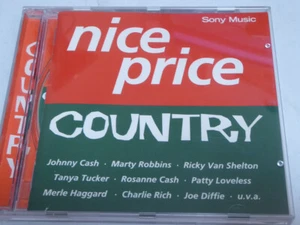 Sony Music
nice
price
COUNTRY
COUNTRY
Johnny Cash · Marty Robbins · Ricky Van Shelton
Tanya Tucker · Rosanne Cash · Patty Loveless
Merle Haggard · Charlie Rich · Joe Diffie · u.v.a.